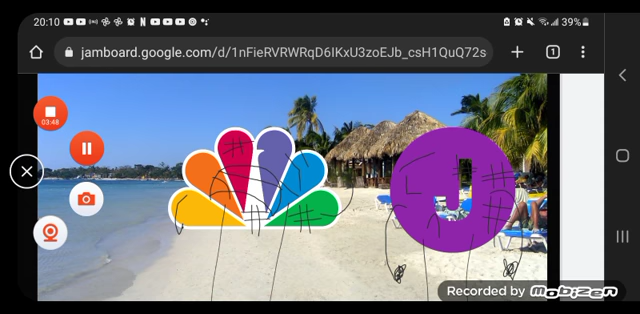 20:10
N
39%
jamboard.google.com/d/1nFieRVRWRqD6IKxU3zoEJb_csH1QuQ72s
1
03:48
J
Recorded by MobiZen